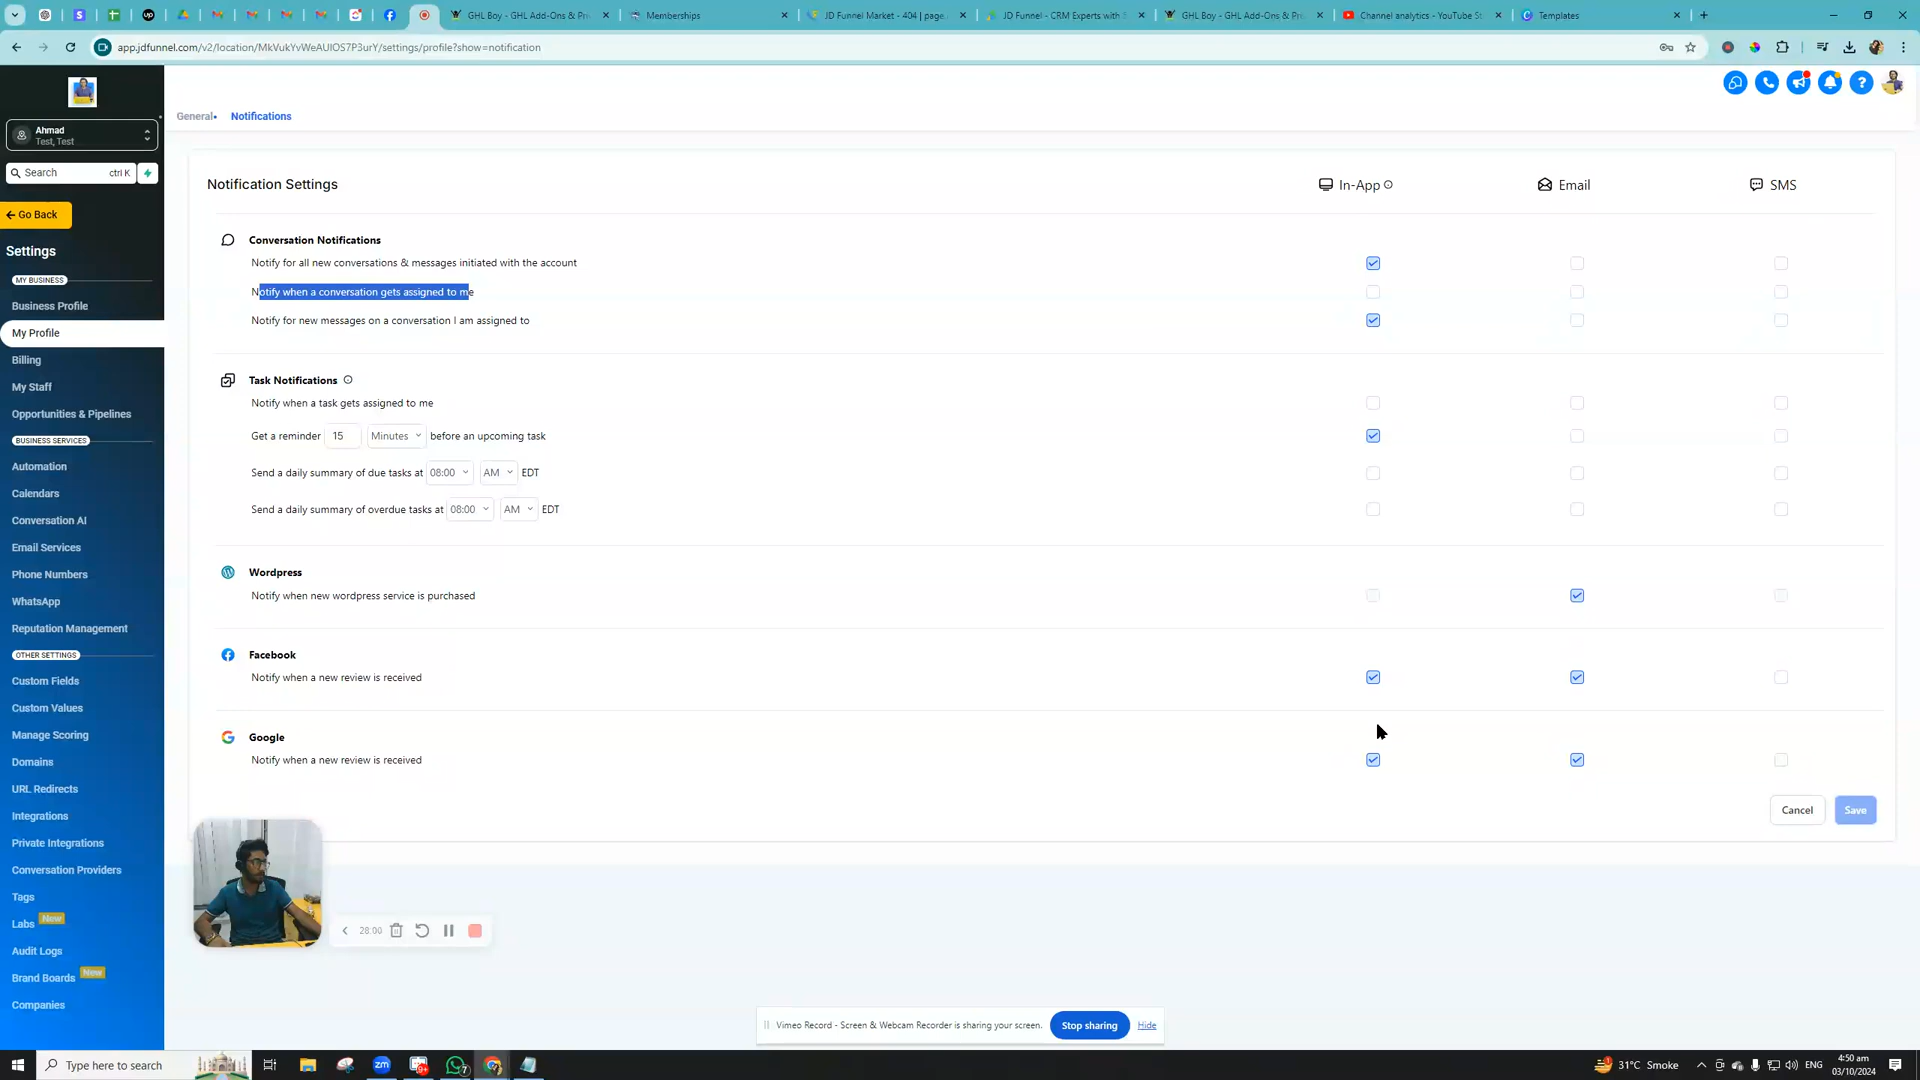 GHL Boy - GHL Add-Ons & Pri
Memberships
JD Funnel Market - 404 | page
JD Funnel - CRM Experts with
GHL Boy - GHL Add-Ons & Pri
Channel analytics - YouTube St
Templates
app.jdfunnel.com/v2/location/MkVukYvWeAUIOS7P3urY/settings/profile?show=notification
Ahmad
Test, Test
Search ctrl K
Go Back
Settings
MY BUSINESS
Business Profile
My Profile
Billing
My Staff
Opportunities & Pipelines
BUSINESS SERVICES
Automation
Calendars
Conversation AI
Email Services
Phone Numbers
WhatsApp
Reputation Management
OTHER SETTINGS
Custom Fields
Custom Values
Manage Scoring
Domains
URL Redirects
Integrations
Private Integrations
Conversation Providers
Tags
Labs New
Audit Logs
Brand Boards New
Companies
General Notifications
Notification Settings In-App Email SMS
Conversation Notifications
Notify for all new conversations & messages initiated with the account
Notify when a conversation gets assigned to me
Notify for new messages on a conversation I am assigned to
Task Notifications
Notify when a task gets assigned to me
Get a reminder 15 Minutes before an upcoming task
Send a daily summary of due tasks at 08:00 AM EDT
Send a daily summary of overdue tasks at 08:00 AM EDT
Wordpress
Notify when new wordpress service is purchased
Facebook
Notify when a new review is received
Google
Notify when a new review is received
Cancel Save
28:00
Vimeo Record - Screen & Webcam Recorder is sharing your screen. Stop sharing Hide
Type here to search
zm
9+
7
31°C Smoke
ENG
4:50 am
03/10/2024